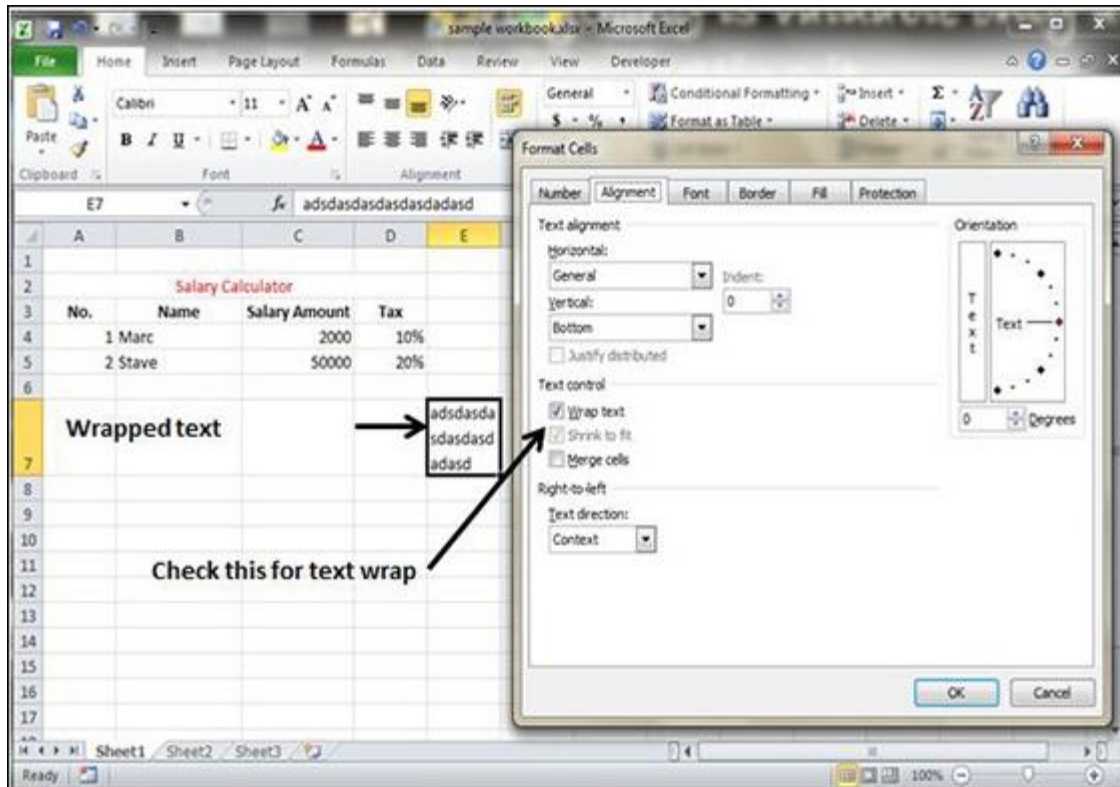 sample workbook.xlsx - Microsoft Excel
File Home Insert Page Layout Formulas Data Review View Developer
Calibri 11 A A General Conditional Formatting Insert Σ
Paste B I U A $ % , Format as Table Delete A Z
Clipboard Font Alignment
E7 fx adsdasdasdasdasdadasd
A B C D E
1
2 Salary Calculator
3 No. Name Salary Amount Tax
4 1 Marc 2000 10%
5 2 Stave 50000 20%
6
7 Wrapped text
adsdasda
sdasdasd
adasd
8
9
10
11 Check this for text wrap
12
13
14
15
16
17
Sheet1 Sheet2 Sheet3
Ready 100%
Format Cells
Number Alignment Font Border Fill Protection
Text alignment
Horizontal:
General Indent:
Vertical: 0
Bottom
Justify distributed
Text control
Wrap text
Shrink to fit
Merge cells
Right-to-left
Text direction:
Context
Orientation
Text Text
0 Degrees
OK Cancel